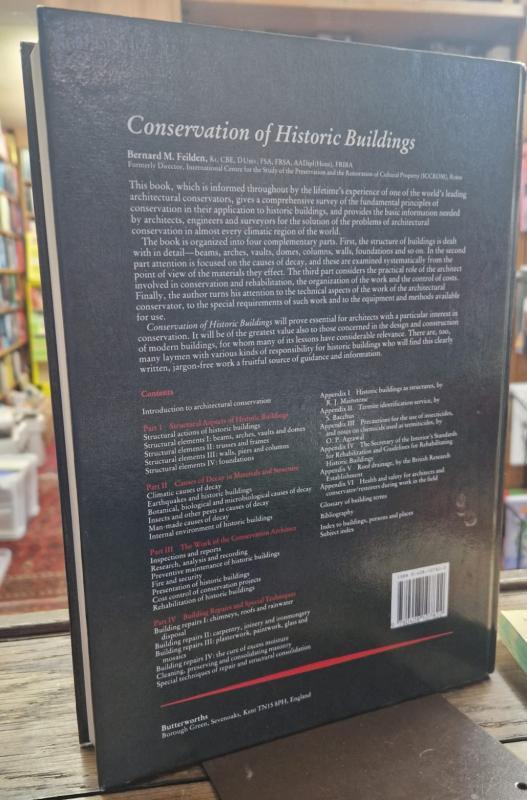 Conservation of Historic Buildings
Bernard M. Feilden, Kt, CBE, DUniv, FSA, FRSA, AADipl(Hons), FRIBA
Formerly Director, International Centre for the Study of the Preservation and the Restoration of Cultural Property (ICCROM), Rome
This book, which is informed throughout by the lifetime's experience of one of the world's leading
architectural conservators, gives a comprehensive survey of the fundamental principles of
conservation in their application to historic buildings, and provides the basic information needed
by architects, engineers and surveyors for the solution of the problems of architectural
conservation in almost every climatic region of the world.
The book is organized into four complementary parts. First, the structure of buildings is dealt
with in detail—beams, arches, vaults, domes, columns, walls, foundations and so on. In the second
part attention is focused on the causes of decay, and these are examined systematically from the
point of view of the materials they effect. The third part considers the practical role of the architect
involved in conservation and rehabilitation, the organization of the work and the control of costs.
Finally, the author turns his attention to the technical aspects of the work of the architectural
conservator, to the special requirements of such work and to the equipment and methods available
for use.
Conservation of Historic Buildings will prove essential for architects with a particular interest in
conservation. It will be of the greatest value also to those concerned in the design and construction
of modern buildings, for whom many of its lessons have considerable relevance. There are, too,
many laymen with various kinds of responsibility for historic buildings who will find this clearly
written, jargon-free work a fruitful source of guidance and information.
Contents
Introduction to architectural conservation
Part I Structural Aspects of Historic Buildings
Structural actions of historic buildings
Structural elements I: beams, arches, vaults and domes
Structural elements II: trusses and frames
Structural elements III: walls, piers and columns
Structural elements IV: foundations
Part II Causes of Decay in Materials and Structure
Climatic causes of decay
Earthquakes and historic buildings
Botanical, biological and microbiological causes of decay
Insects and other pests as causes of decay
Man-made causes of decay
Internal environment of historic buildings
Part III The Work of the Conservation Architect
Inspections and reports
Research, analysis and recording
Preventive maintenance of historic buildings
Fire and security
Presentation of historic buildings
Cost control of conservation projects
Rehabilitation of historic buildings
Part IV Building Repairs and Special Techniques
Building repairs I: chimneys, roofs and rainwater
disposal
Building repairs II: carpentry, joinery and ironmongery
Building repairs III: plasterwork, paintwork, glass and
mosaics
Building repairs IV: the cure of excess moisture
Cleaning, preserving and consolidating masonry
Special techniques of repair and structural consolidation
Appendix I Historic buildings as structures, by
R. J. Mainstone
Appendix II Termite identification service, by
S. Bacchus
Appendix III Precautions for the use of insecticides,
and notes on chemicals used as termiticides, by
O. P. Agrawal
Appendix IV The Secretary of the Interior's Standards
for Rehabilitation and Guidelines for Rehabilitating
Historic Buildings
Appendix V Roof drainage, by the British Research
Establishment
Appendix VI Health and safety for architects and
conservator/restorers during work in the field
Glossary of building terms
Bibliography
Index to buildings, persons and places
Subject index
Butterworths
Borough Green, Sevenoaks, Kent TN15 8PH, England